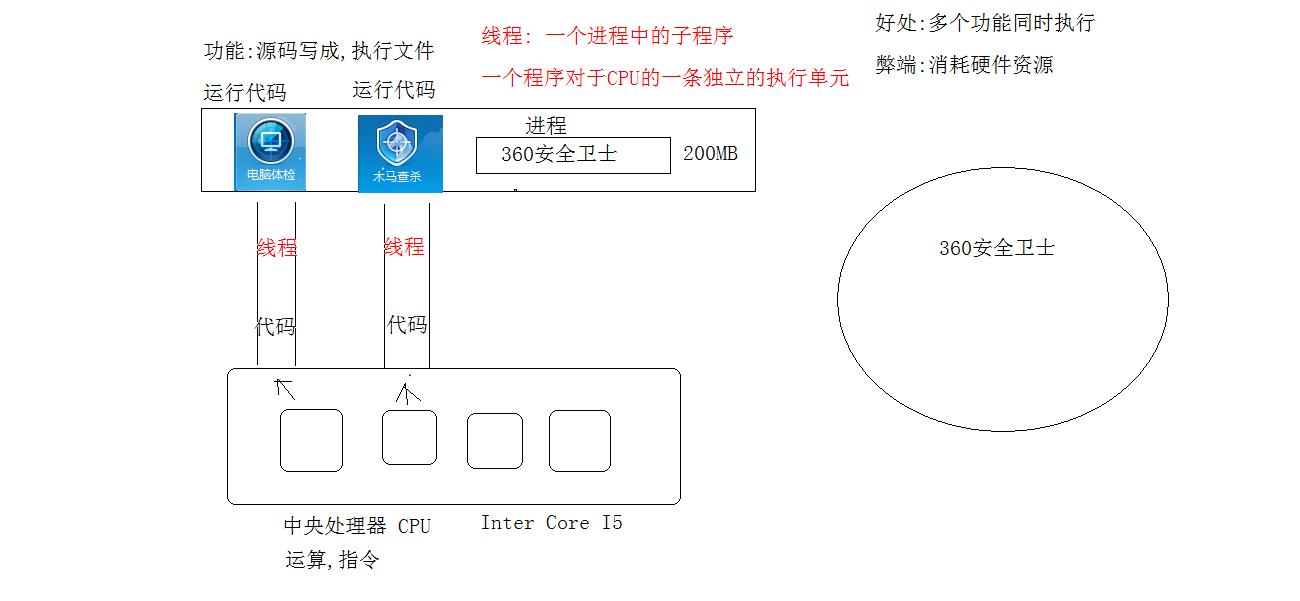 功能:源码写成,执行文件
线程: 一个进程中的子程序
好处:多个功能同时执行
一个程序对于CPU的一条独立的执行单元
弊端:消耗硬件资源
运行代码
运行代码
进程
360安全卫士
200MB
电脑体检
木马查杀
线程
线程
360安全卫士
代码
代码
中央处理器 CPU
Inter Core I5
运算,指令